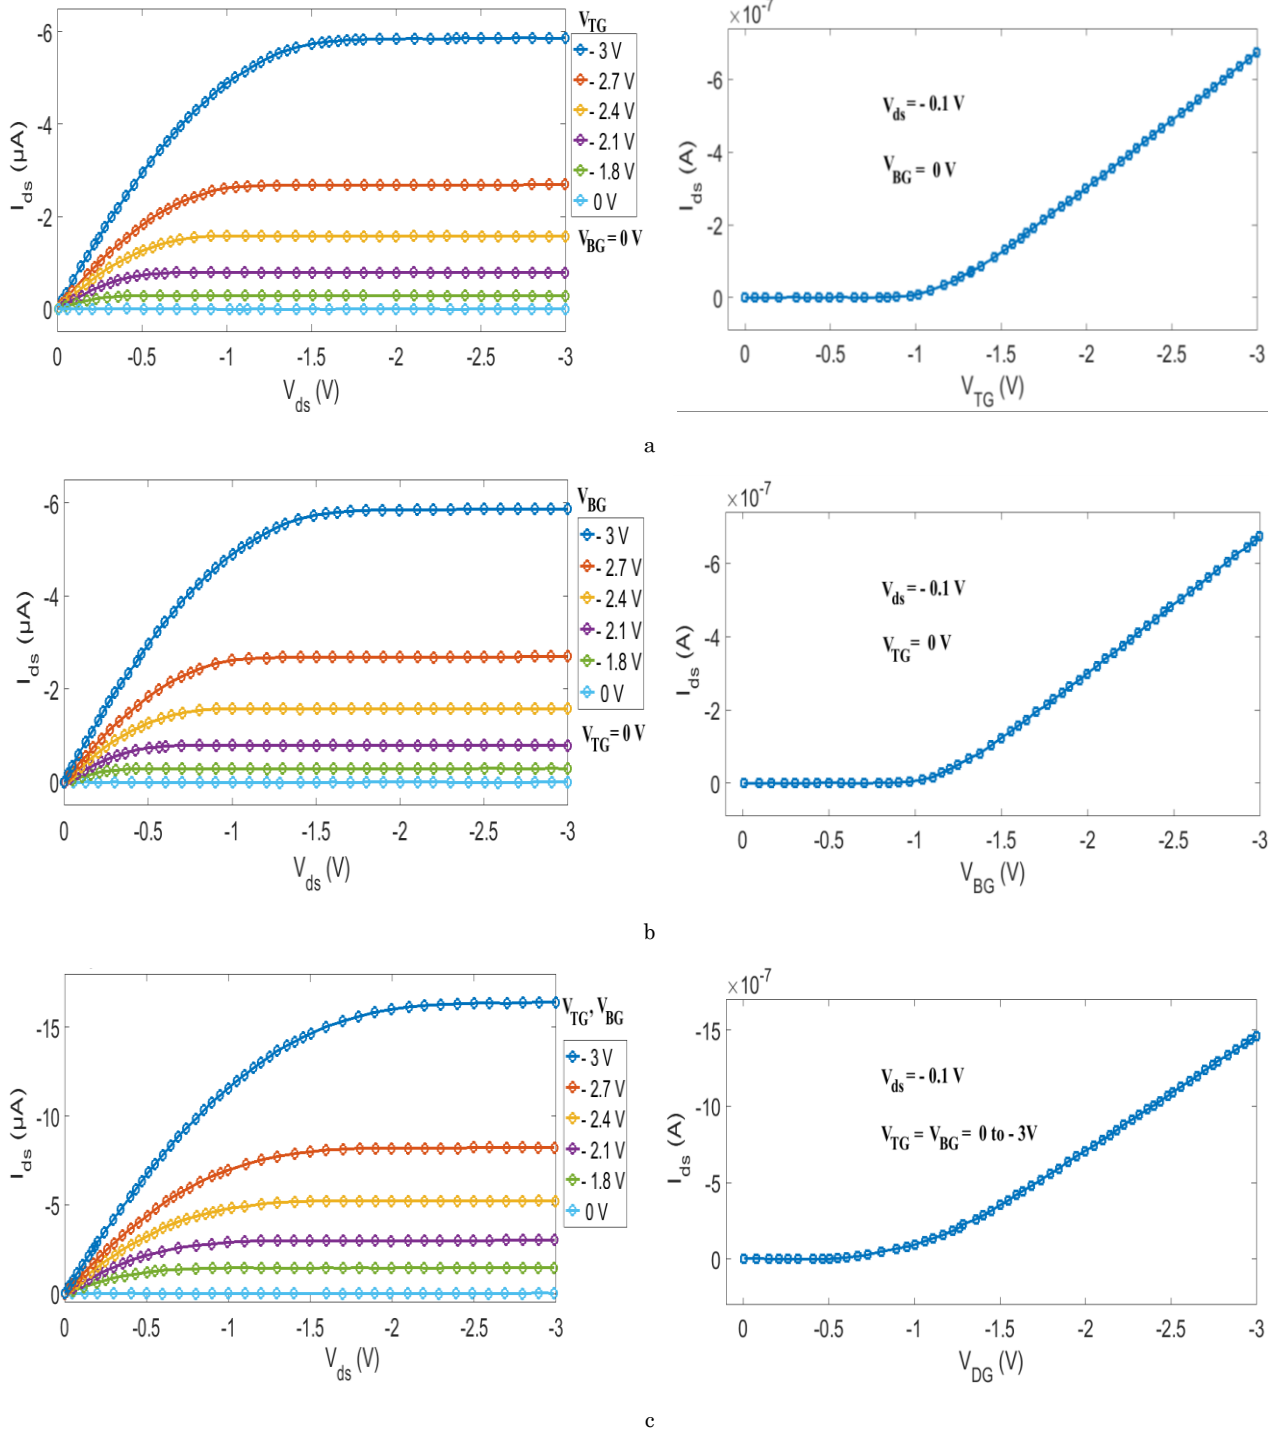 V_TG
- 3 V
- 2.7 V
- 2.4 V
- 2.1 V
- 1.8 V
0 V
V_BG = 0 V
-6
-4
-2
0
I_ds (µA)
0 -0.5 -1 -1.5 -2 -2.5 -3
V_ds (V)
×10^-7
V_ds = - 0.1 V
V_BG = 0 V
-6
-4
-2
0
I_ds (A)
0 -0.5 -1 -1.5 -2 -2.5 -3
V_TG (V)
a
V_BG
- 3 V
- 2.7 V
- 2.4 V
- 2.1 V
- 1.8 V
0 V
V_TG = 0 V
-6
-4
-2
0
I_ds (µA)
0 -0.5 -1 -1.5 -2 -2.5 -3
V_ds (V)
×10^-7
V_ds = - 0.1 V
V_TG = 0 V
-6
-4
-2
0
I_ds (A)
0 -0.5 -1 -1.5 -2 -2.5 -3
V_BG (V)
b
V_TG, V_BG
- 3 V
- 2.7 V
- 2.4 V
- 2.1 V
- 1.8 V
0 V
-15
-10
-5
0
I_ds (µA)
0 -0.5 -1 -1.5 -2 -2.5 -3
V_ds (V)
×10^-7
V_ds = - 0.1 V
V_TG = V_BG = 0 to - 3V
-15
-10
-5
0
I_ds (A)
0 -0.5 -1 -1.5 -2 -2.5 -3
V_DG (V)
c